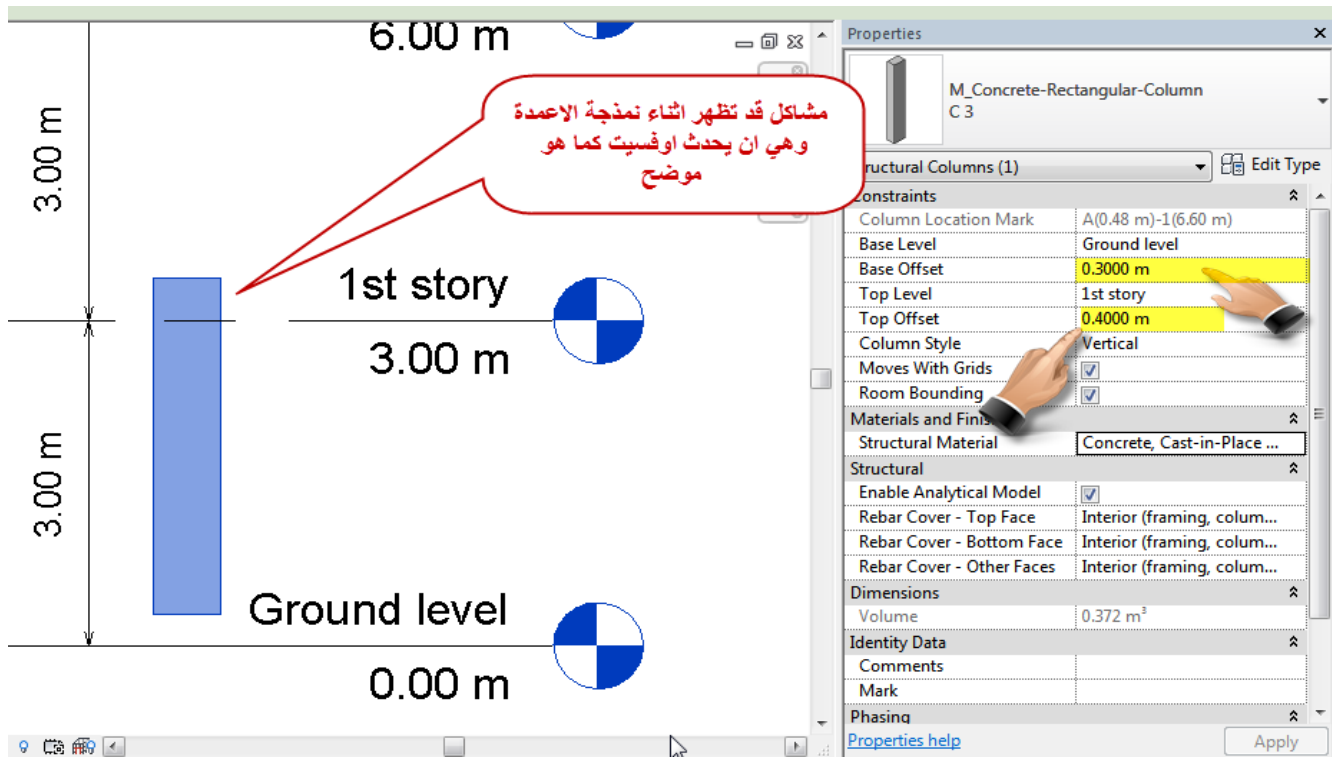 6.00 m
3.00 m
مشاكل قد تظهر اثناء نمذجة الاعمدة
وهي ان يحدث اوفسيت كما هو
موضح
1st story
3.00 m
3.00 m
Ground level
0.00 m
Properties
M_Concrete-Rectangular-Column
C 3
ructural Columns (1)
Edit Type
Constraints
Column Location Mark A(0.48 m)-1(6.60 m)
Base Level Ground level
Base Offset 0.3000 m
Top Level 1st story
Top Offset 0.4000 m
Column Style Vertical
Moves With Grids
Room Bounding
Materials and Finis
Structural Material Concrete, Cast-in-Place ...
Structural
Enable Analytical Model
Rebar Cover - Top Face Interior (framing, colum...
Rebar Cover - Bottom Face Interior (framing, colum...
Rebar Cover - Other Faces Interior (framing, colum...
Dimensions
Volume 0.372 m³
Identity Data
Comments
Mark
Phasing
Properties help
Apply